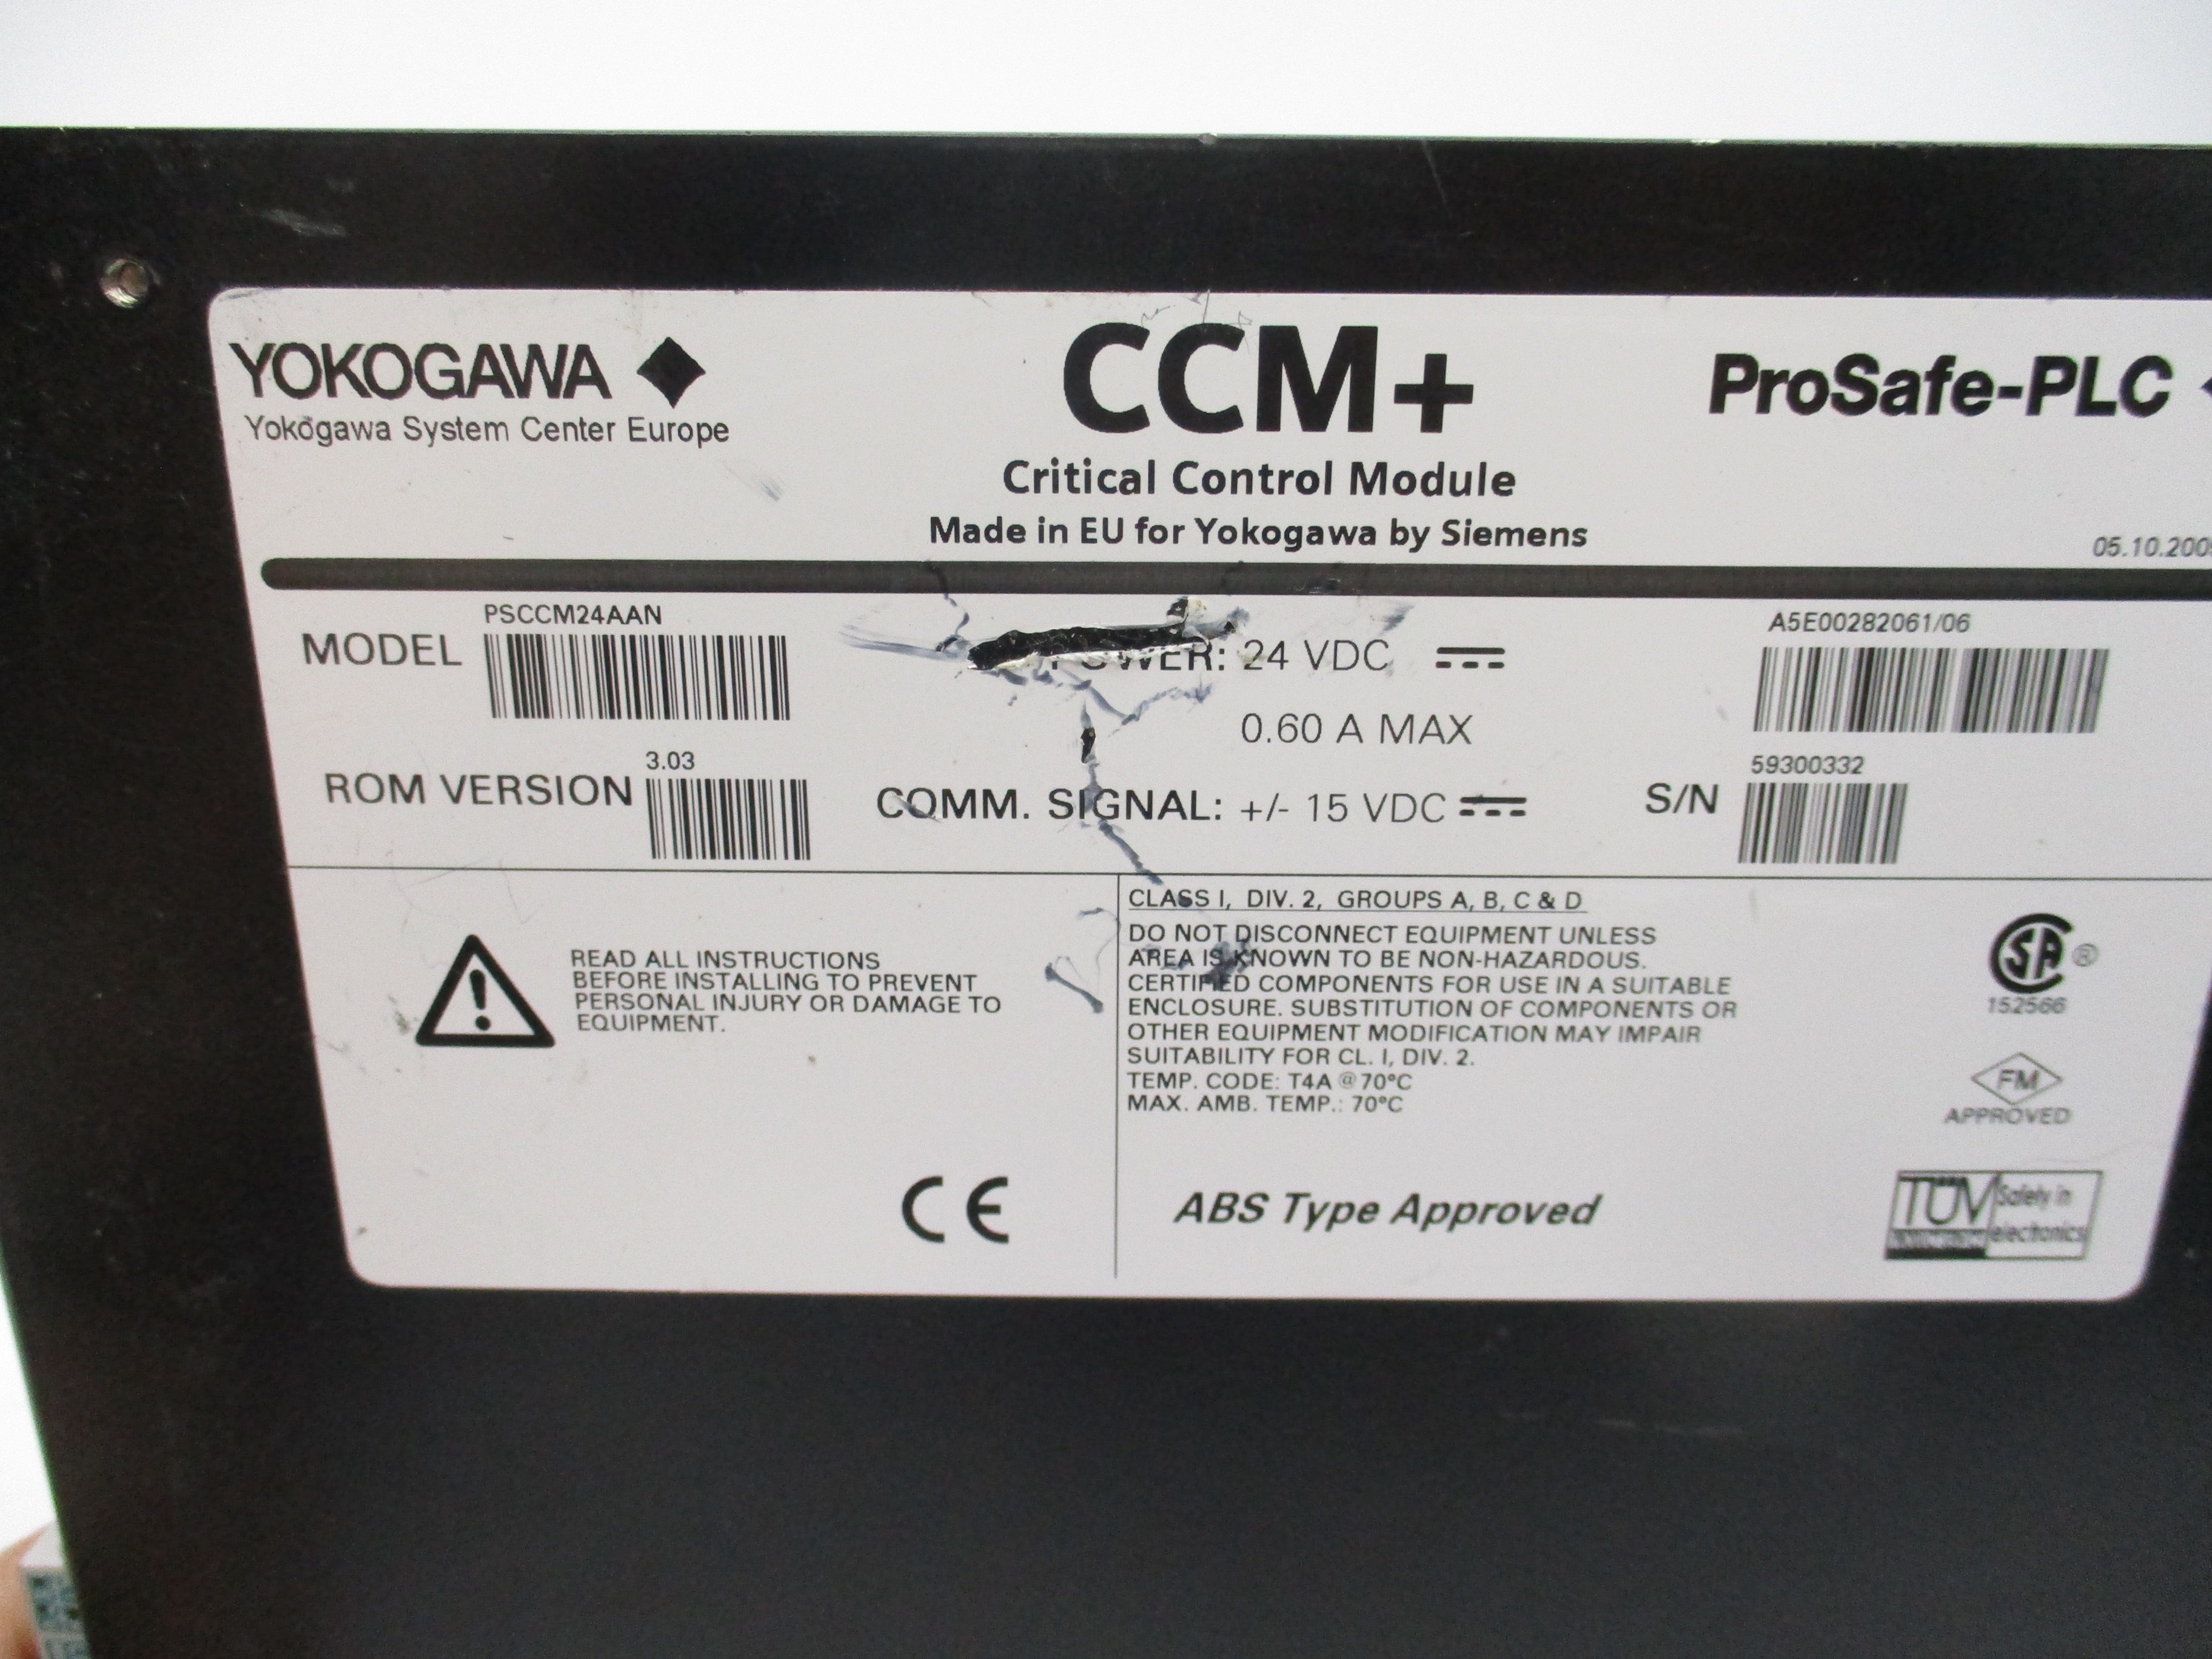 YOKOGAWA
Yokogawa System Center Europe
CCM+
Critical Control Module
Made in EU for Yokogawa by Siemens
ProSafe-PLC
05.10.200
MODEL
PSCCM24AAN
POWER: 24 VDC
0.60 A MAX
A5E00282061/06
ROM VERSION
3.03
COMM. SIGNAL: +/- 15 VDC
S/N
59300332
READ ALL INSTRUCTIONS
BEFORE INSTALLING TO PREVENT
PERSONAL INJURY OR DAMAGE TO
EQUIPMENT.
CE
CLASS I, DIV. 2, GROUPS A, B, C & D
DO NOT DISCONNECT EQUIPMENT UNLESS
AREA IS KNOWN TO BE NON-HAZARDOUS.
CERTIFIED COMPONENTS FOR USE IN A SUITABLE
ENCLOSURE. SUBSTITUTION OF COMPONENTS OR
OTHER EQUIPMENT MODIFICATION MAY IMPAIR
SUITABILITY FOR CL. I, DIV. 2.
TEMP. CODE: T4A @ 70°C
MAX. AMB. TEMP.: 70°C
ABS Type Approved
SA ®
152566
FM
APPROVED
TÜV
Safety in
electronics